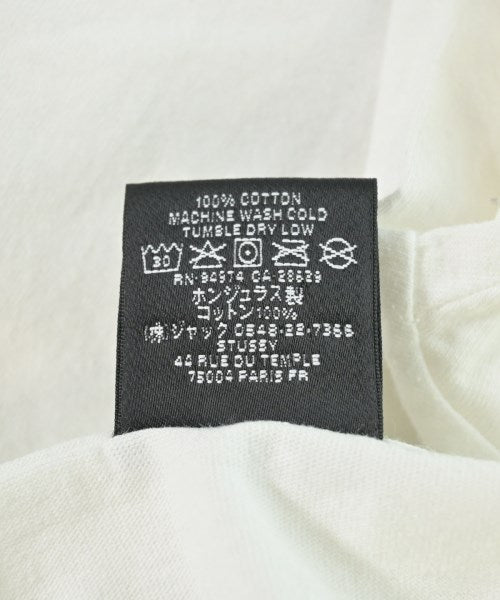 100% COTTON
MACHINE WASH COLD
TUMBLE DRY LOW
30
RN-94974 CA-28629
ホンジュラス製
コットン100%
(株)ジャック 0548-22-7366
STUSSY
44 RUE DU TEMPLE
75004 PARIS FR